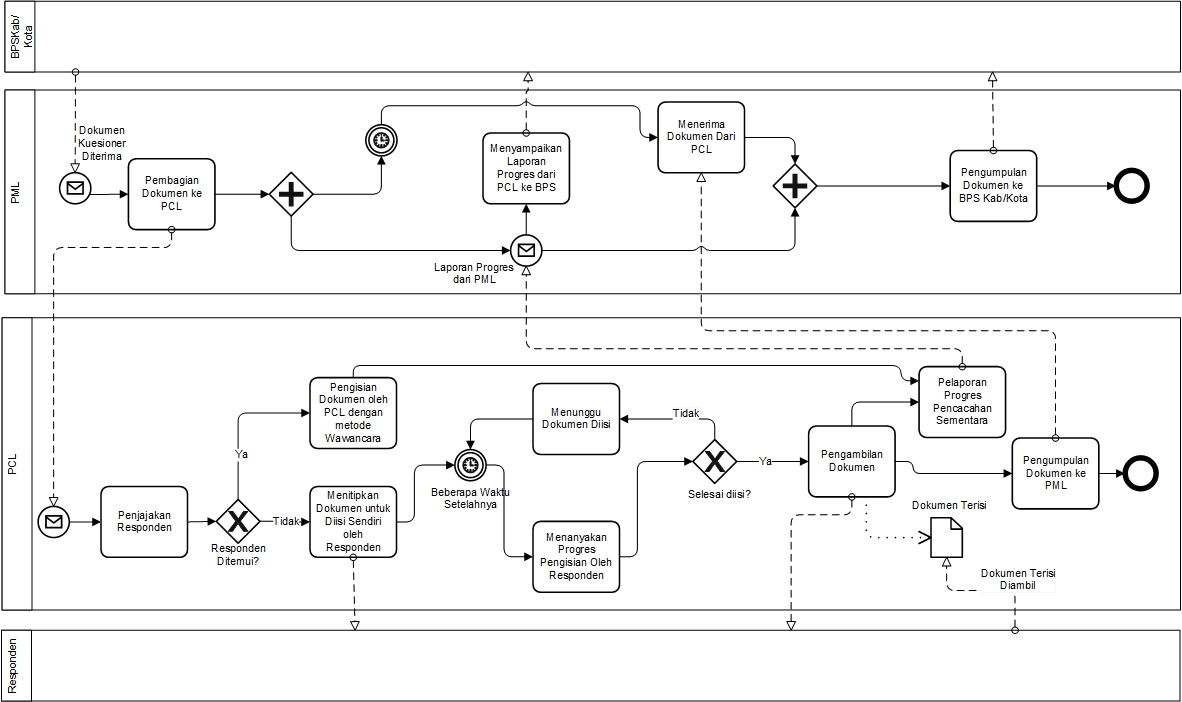 BPSKab/
Kota
PML
Dokumen
Kuesioner
Diterima
Pembagian
Dokumen ke
PCL
Menyampaikan
Laporan
Progres dari
PCL ke BPS
Menerima
Dokumen Dari
PCL
Pengumpulan
Dokumen ke
BPS Kab/Kota
Laporan Progres
dari PML
PCL
Penjajakan
Responden
Responden
Ditemui?
Ya
Tidak
Pengisian
Dokumen oleh
PCL dengan
metode
Wawancara
Menitipkan
Dokumen untuk
Diisi Sendiri
oleh
Responden
Beberapa Waktu
Setelahnya
Menunggu
Dokumen Diisi
Menanyakan
Progres
Pengisian Oleh
Responden
Tidak
Selesai diisi?
Ya
Pengambilan
Dokumen
Pelaporan
Progres
Pencacahan
Sementara
Pengumpulan
Dokumen ke
PML
Dokumen Terisi
Dokumen Terisi
Diambil
Responden